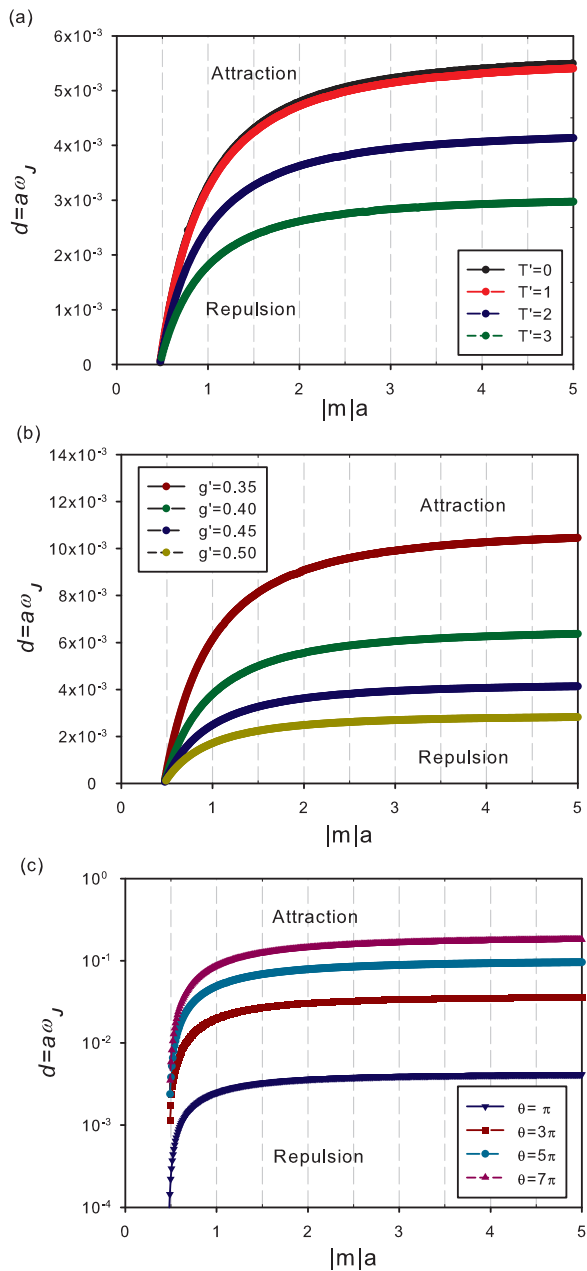 (a)
6x10⁻³
5x10⁻³
4x10⁻³
3x10⁻³
2x10⁻³
1x10⁻³
0
d=aω_J
Attraction
Repulsion
T'=0
T'=1
T'=2
T'=3
0 1 2 3 4 5
|m|a
(b)
14x10⁻³
12x10⁻³
10x10⁻³
8x10⁻³
6x10⁻³
4x10⁻³
2x10⁻³
0
d=aω_J
g'=0.35
g'=0.40
g'=0.45
g'=0.50
Attraction
Repulsion
0 1 2 3 4 5
|m|a
(c)
10⁰
10⁻¹
10⁻²
10⁻³
10⁻⁴
d=aω_J
Attraction
Repulsion
θ= π
θ=3π
θ=5π
θ=7π
0 1 2 3 4 5
|m|a